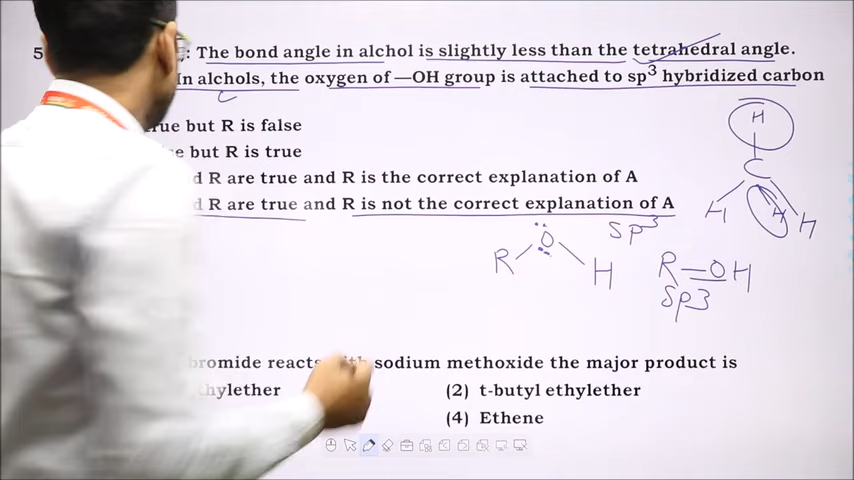 5
: The bond angle in alchol is slightly less than the tetrahedral angle.
In alchols, the oxygen of —OH group is attached to sp3 hybridized carbon
true but R is false
but R is true
R are true and R is the correct explanation of A
R are true and R is not the correct explanation of A
H
C
H H H
R O H
sp3
R—OH
sp3
bromide reacts with sodium methoxide the major product is
(2) t-butyl ethylether
(4) Ethene